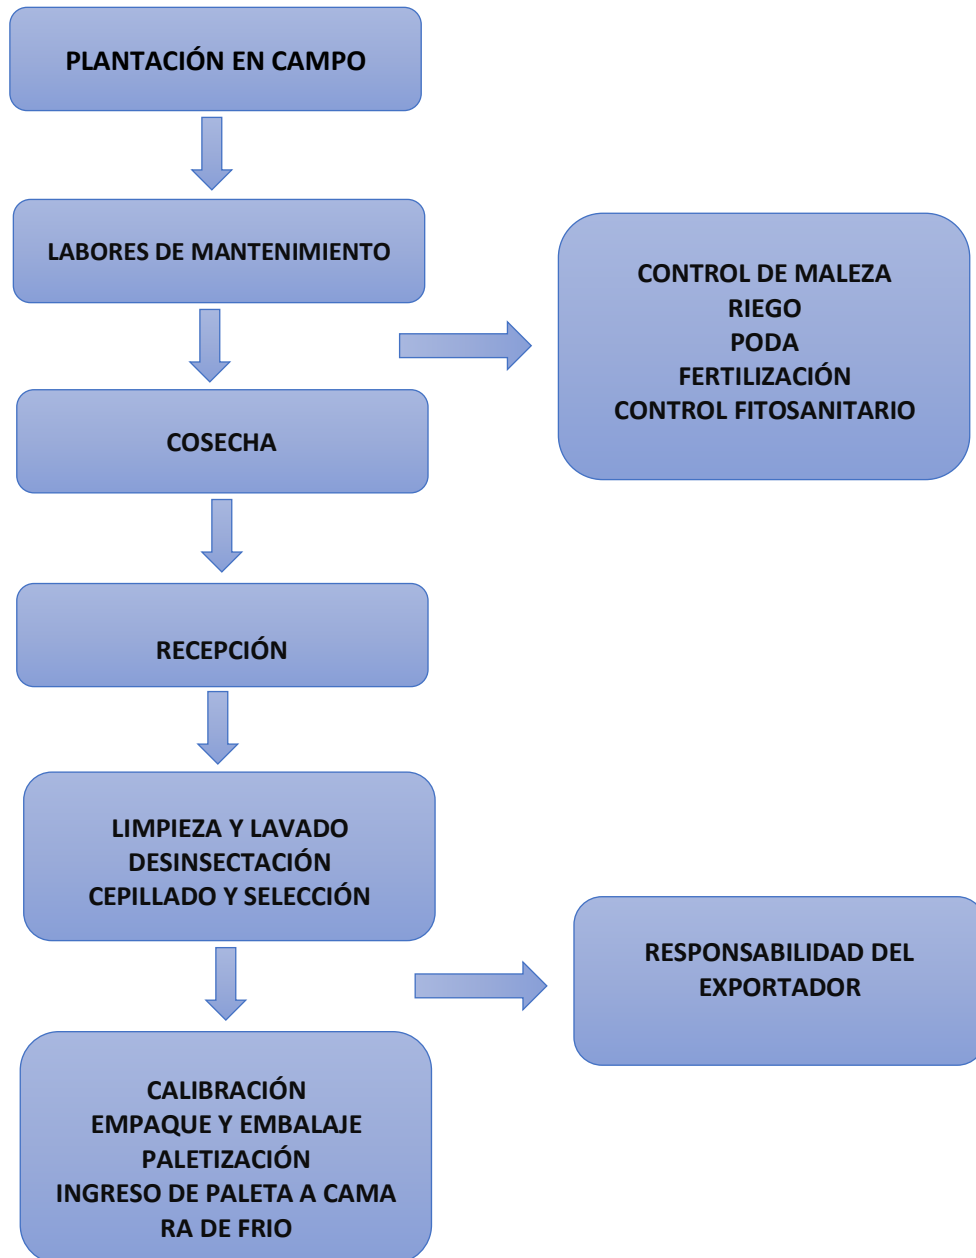 PLANTACIÓN EN CAMPO
LABORES DE MANTENIMIENTO
CONTROL DE MALEZA
RIEGO
PODA
FERTILIZACIÓN
CONTROL FITOSANITARIO
COSECHA
RECEPCIÓN
LIMPIEZA Y LAVADO
DESINSECTACIÓN
CEPILLADO Y SELECCIÓN
RESPONSABILIDAD DEL
EXPORTADOR
CALIBRACIÓN
EMPAQUE Y EMBALAJE
PALETIZACIÓN
INGRESO DE PALETA A CAMA
RA DE FRIO